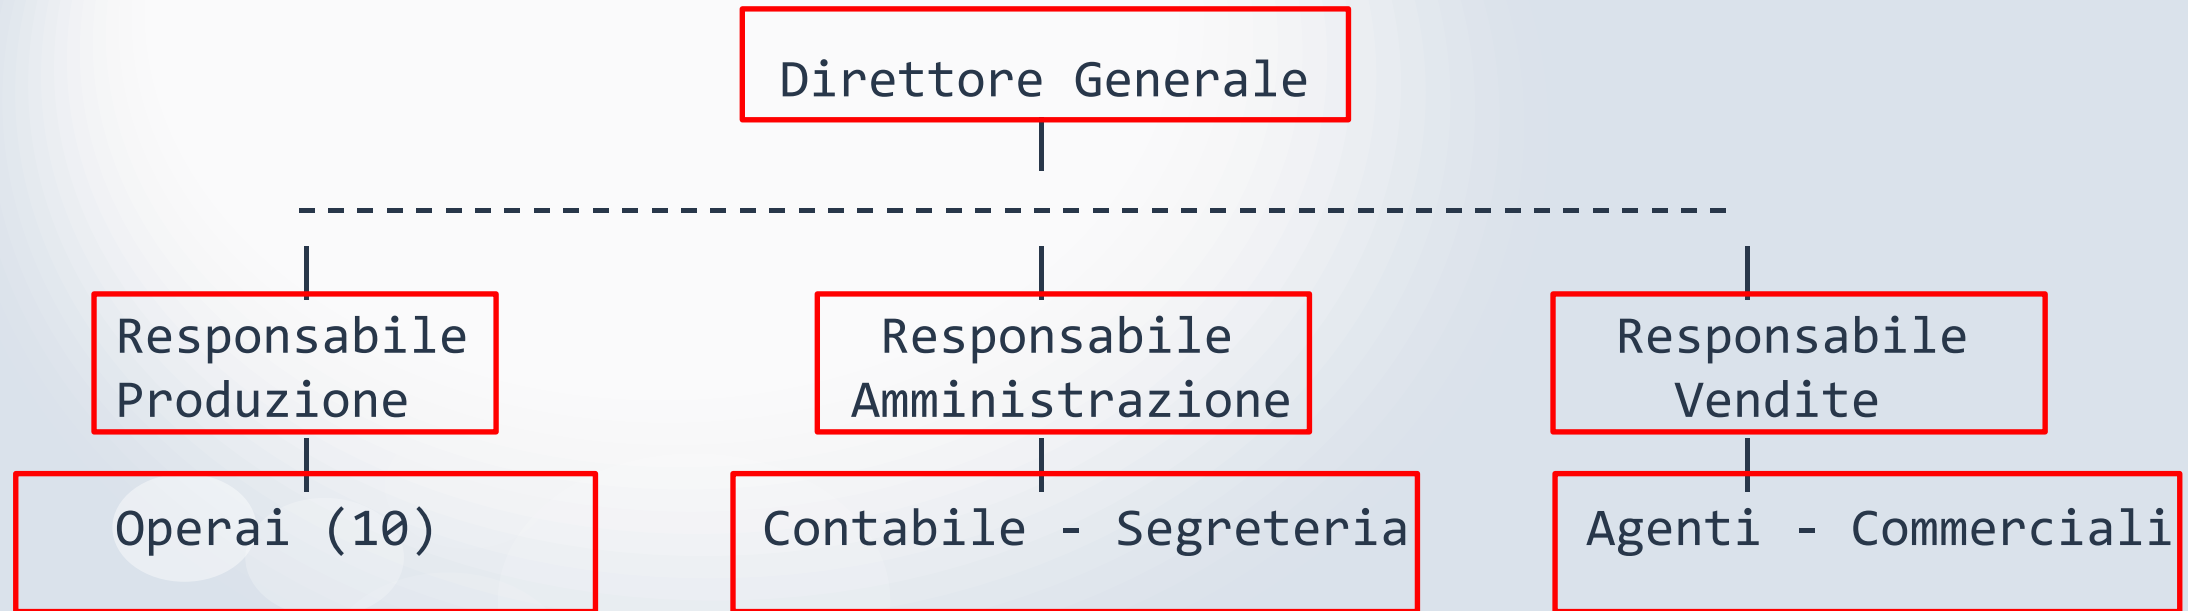 Direttore Generale
Responsabile
Produzione
Responsabile
Amministrazione
Responsabile
Vendite
Operai (10)
Contabile - Segreteria
Agenti - Commerciali